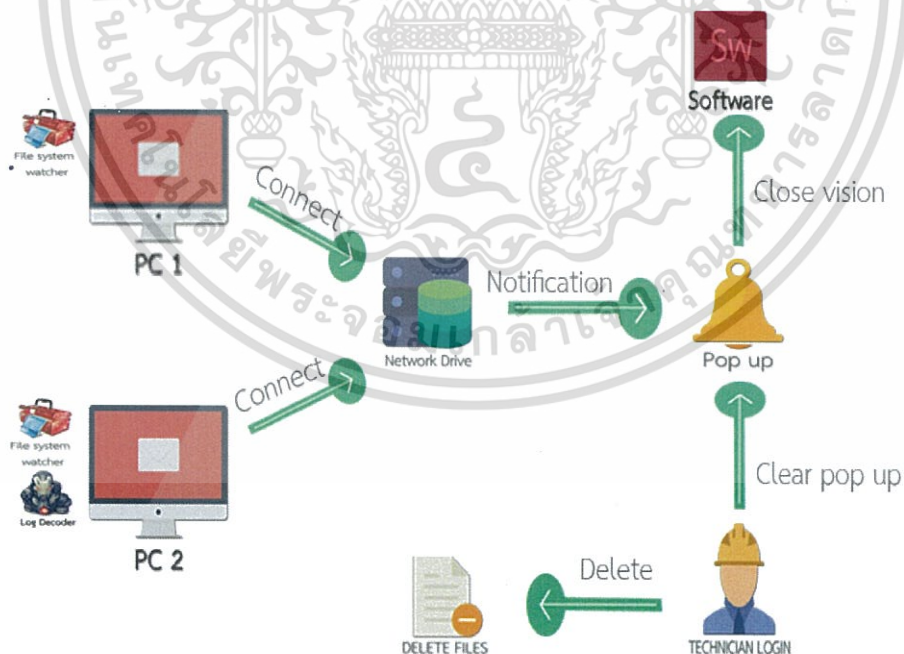 Sw
Software
File system
watcher
PC 1
Connect
Close vision
Notification
Network Drive
Pop up
Connect
File system
watcher
Log Decoder
PC 2
Clear pop up
Delete
DELETE FILES
TECHNICIAN LOGIN